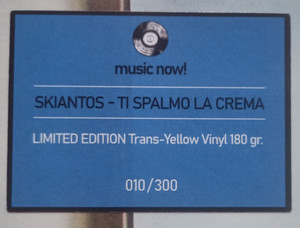 music now!
SKIANTOS - TI SPALMO LA CREMA
LIMITED EDITION Trans-Yellow Vinyl 180 gr.
010/300